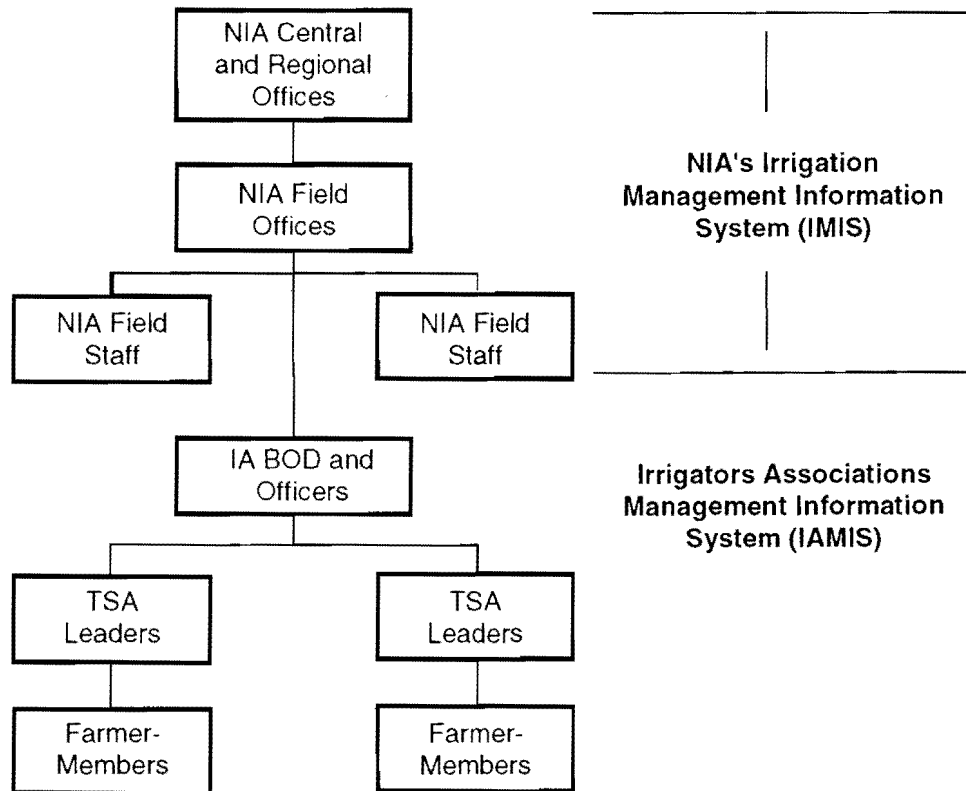 NIA Central
and Regional
Offices
NIA Field
Offices
NIA's Irrigation
Management Information
System (IMIS)
NIA Field
Staff
NIA Field
Staff
IA BOD and
Officers
Irrigators Associations
Management Information
System (IAMIS)
TSA
Leaders
TSA
Leaders
Farmer-
Members
Farmer-
Members